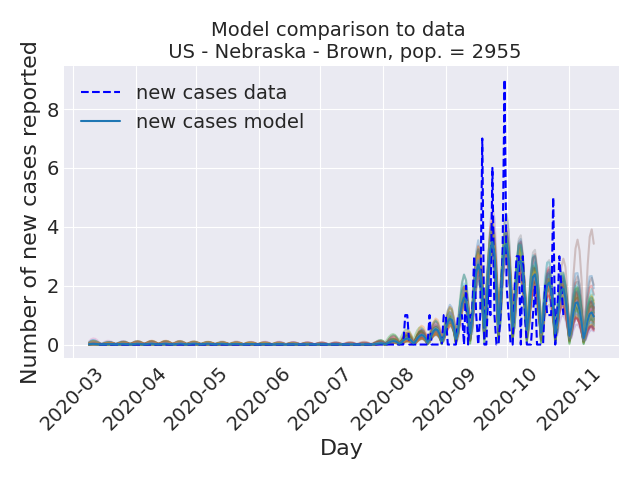 Model comparison to data
US - Nebraska - Brown, pop. = 2955
new cases data
new cases model
Number of new cases reported
8
6
4
2
0
2020-03
2020-04
2020-05
2020-06
2020-07
2020-08
2020-09
2020-10
2020-11
Day